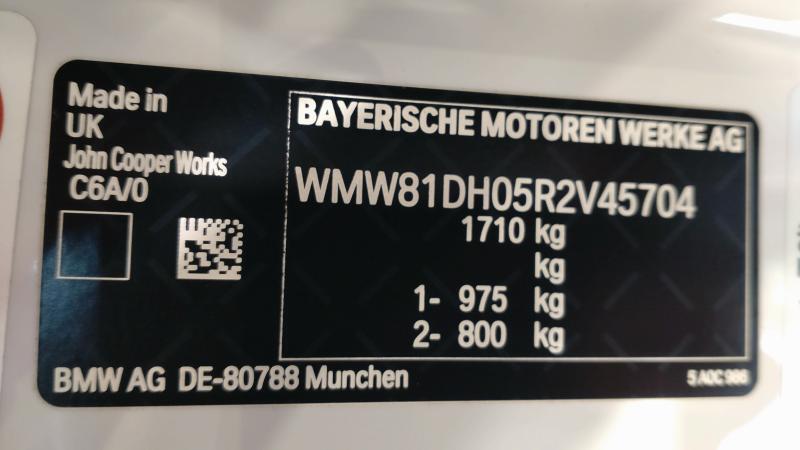 Made in
UK
John Cooper Works
C6A/0
BAYERISCHE MOTOREN WERKE AG
WMW81DH05R2V45704
1710 kg
kg
1- 975 kg
2- 800 kg
BMW AG DE-80788 Munchen
5 A0C 986